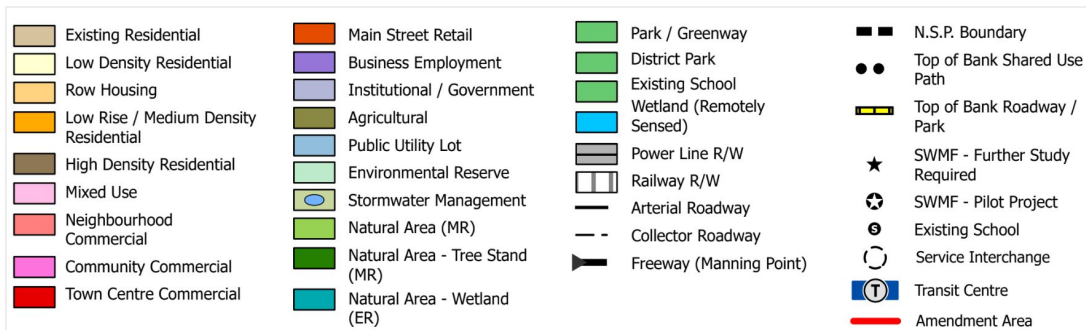 Existing Residential
Low Density Residential
Row Housing
Low Rise / Medium Density
Residential
High Density Residential
Mixed Use
Neighbourhood
Commercial
Community Commercial
Town Centre Commercial
Main Street Retail
Business Employment
Institutional / Government
Agricultural
Public Utility Lot
Environmental Reserve
Stormwater Management
Natural Area (MR)
Natural Area - Tree Stand
(MR)
Natural Area - Wetland
(ER)
Park / Greenway
District Park
Existing School
Wetland (Remotely
Sensed)
Power Line R/W
Railway R/W
Arterial Roadway
Collector Roadway
Freeway (Manning Point)
N.S.P. Boundary
Top of Bank Shared Use
Path
Top of Bank Roadway /
Park
SWMF - Further Study
Required
SWMF - Pilot Project
S Existing School
Service Interchange
T Transit Centre
Amendment Area